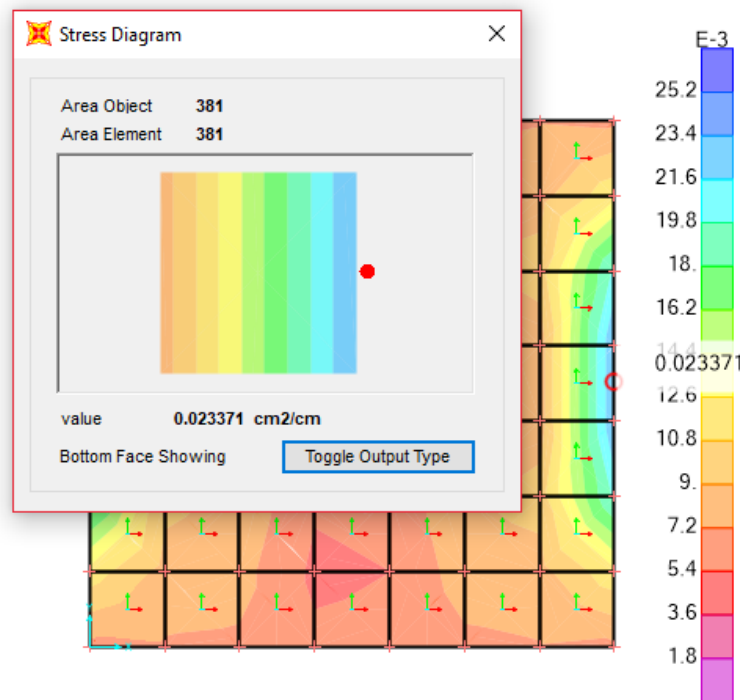 Stress Diagram
Area Object 381
Area Element 381
value 0.023371 cm2/cm
Bottom Face Showing
Toggle Output Type
E-3
25.2
23.4
21.6
19.8
18.
16.2
14.4
0.023371
12.6
10.8
9.
7.2
5.4
3.6
1.8